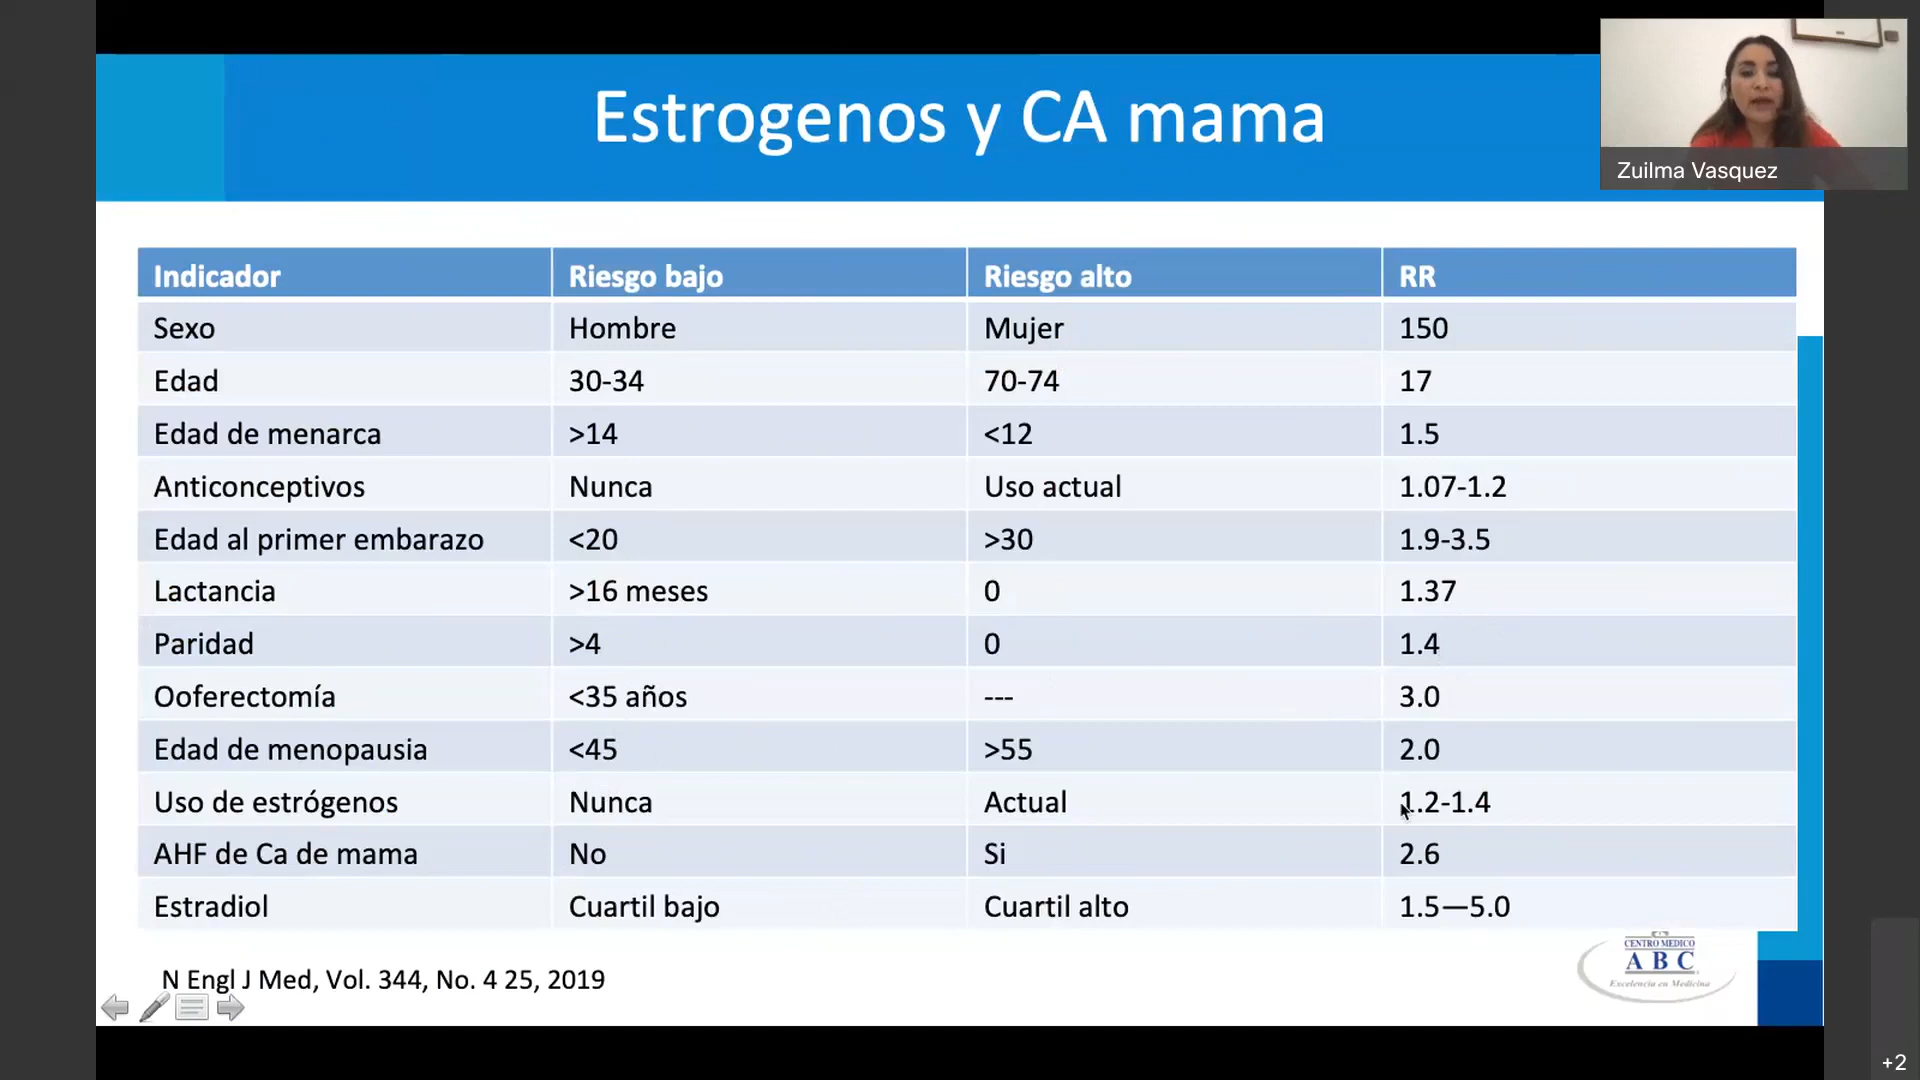 Estrogenos y CA mama
Zuilma Vasquez
Indicador Riesgo bajo Riesgo alto RR
Sexo Hombre Mujer 150
Edad 30-34 70-74 17
Edad de menarca >14 <12 1.5
Anticonceptivos Nunca Uso actual 1.07-1.2
Edad al primer embarazo <20 >30 1.9-3.5
Lactancia >16 meses 0 1.37
Paridad >4 0 1.4
Ooferectomía <35 años --- 3.0
Edad de menopausia <45 >55 2.0
Uso de estrógenos Nunca Actual 1.2-1.4
AHF de Ca de mama No Si 2.6
Estradiol Cuartil bajo Cuartil alto 1.5—5.0
N Engl J Med, Vol. 344, No. 4 25, 2019
CENTRO MEDICO
A B C
Excelencia en Medicina
+2